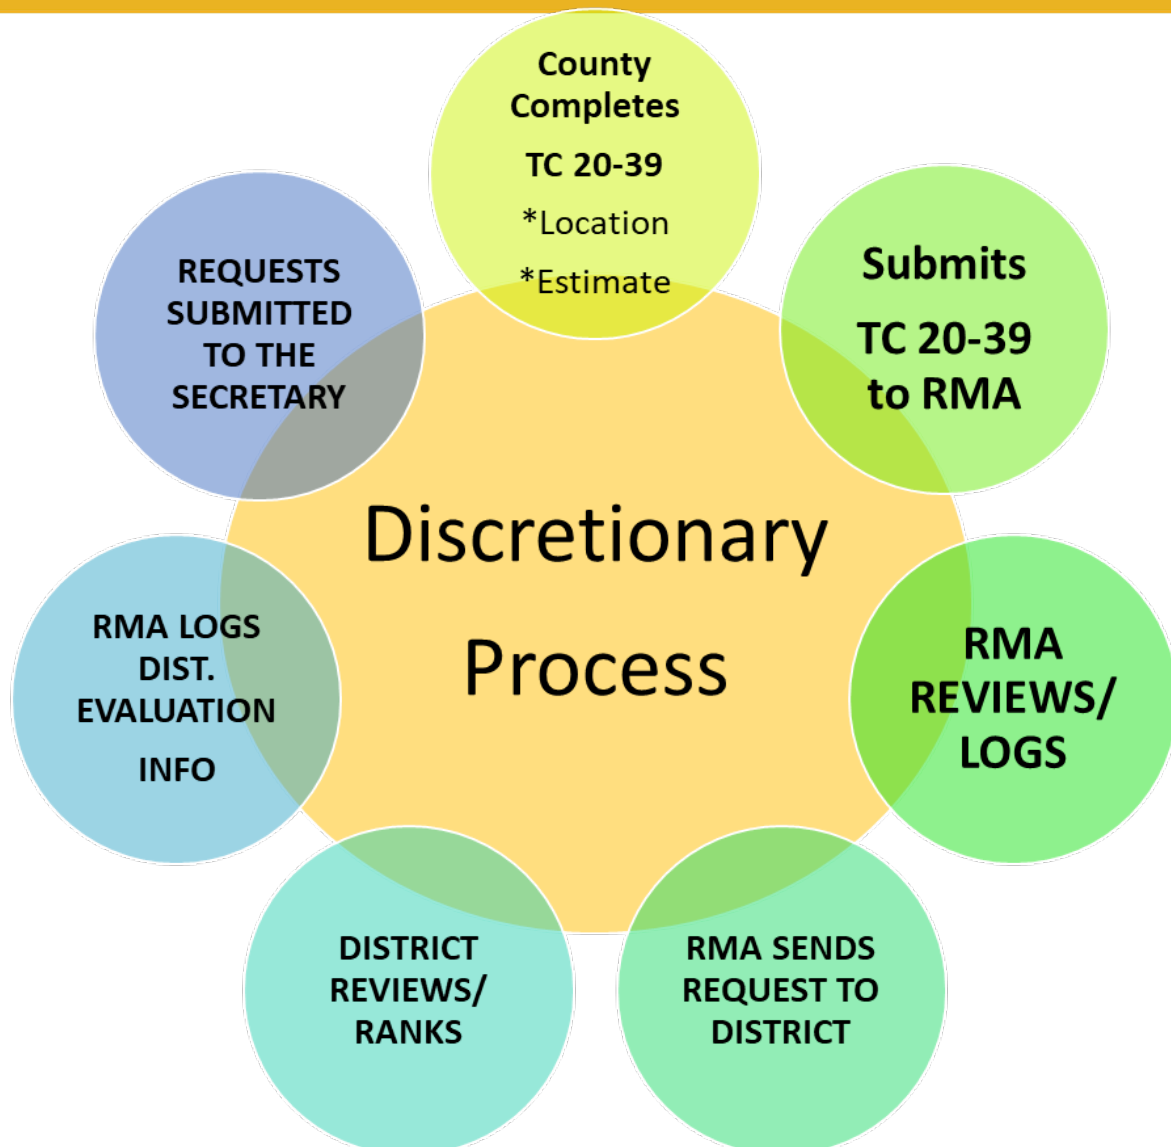 County
Completes
TC 20-39
*Location
*Estimate
Submits
TC 20-39
to RMA
RMA
REVIEWS/
LOGS
RMA SENDS
REQUEST TO
DISTRICT
DISTRICT
REVIEWS/
RANKS
RMA LOGS
DIST.
EVALUATION
INFO
REQUESTS
SUBMITTED
TO THE
SECRETARY
Discretionary
Process